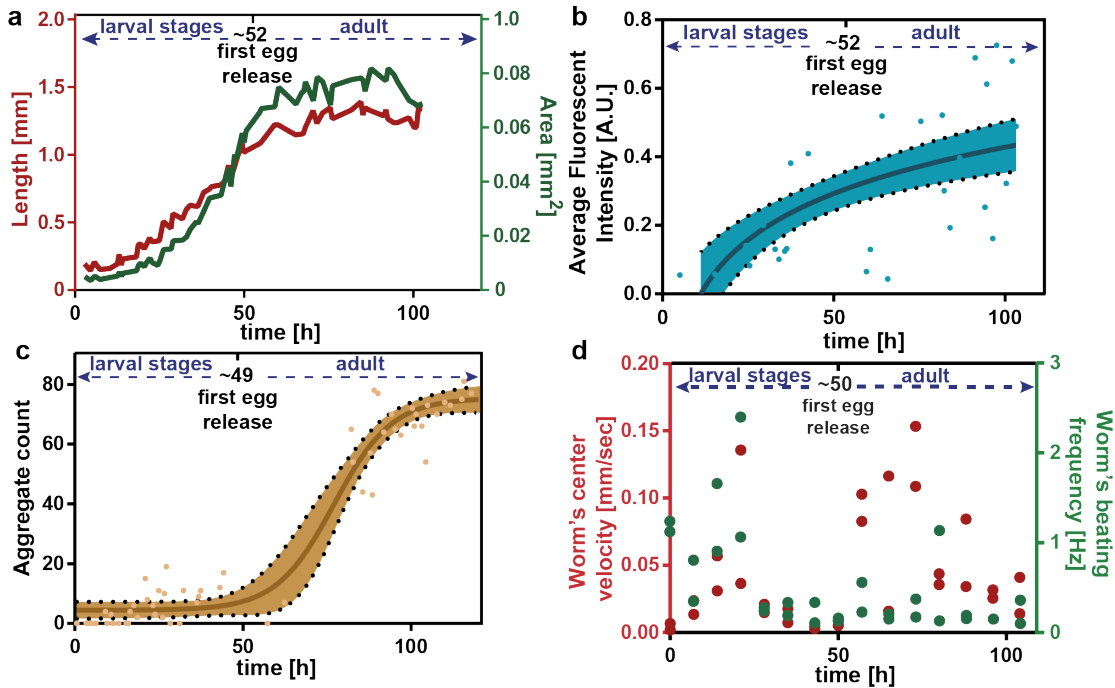 a
larval stages
adult
~52
first egg
release
2.0
1.5
1.0
0.5
0
Length [mm]
0
50
100
time [h]
1.0
0.08
0.06
0.04
0.02
0
Area [mm²]
b
larval stages
adult
~52
first egg
release
0.8
0.6
0.4
0.2
0.0
Average Fluorescent
Intensity [A.U.]
0
50
100
time [h]
c
larval stages
adult
~49
first egg
release
80
60
40
20
0
Aggregate count
0
50
100
time [h]
d
larval stages
adult
~50
first egg
release
0.20
0.15
0.10
0.05
0.00
Worm's center
velocity [mm/sec]
0
50
100
time [h]
3
2
1
0
Worm's beating
frequency [Hz]